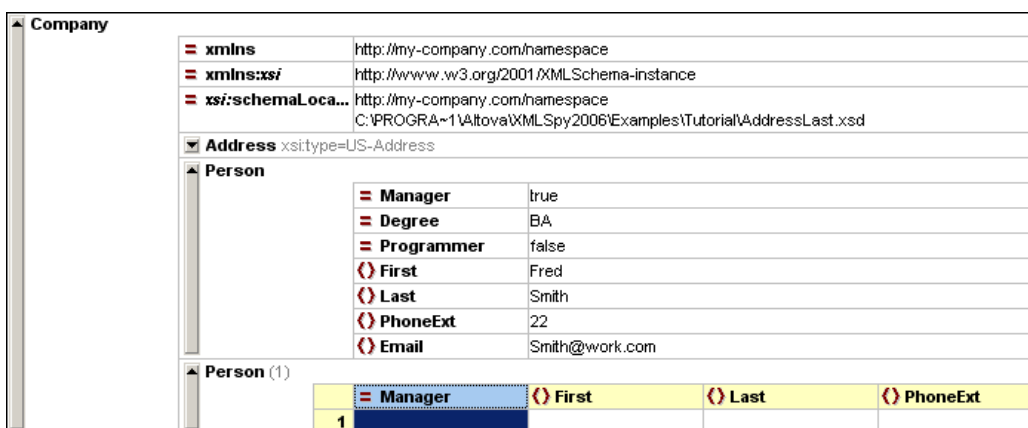 Company
= xmlns http://my-company.com/namespace
= xmlns:xsi http://www.w3.org/2001/XMLSchema-instance
= xsi:schemaLoca... http://my-company.com/namespace
C:\PROGRA~1\Altova\XMLSpy2006\Examples\Tutorial\AddressLast.xsd
Address xsi:type=US-Address
Person
= Manager true
= Degree BA
= Programmer false
() First Fred
() Last Smith
() PhoneExt 22
() Email Smith@work.com
Person (1)
= Manager () First () Last () PhoneExt
1